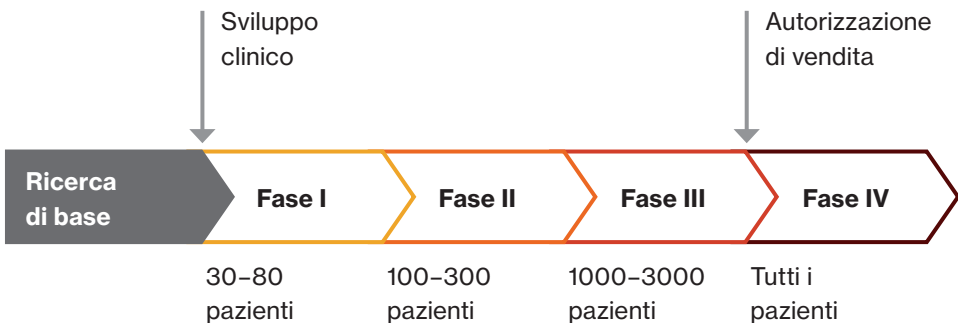 Sviluppo
clinico
Autorizzazione
di vendita
Ricerca
di base
Fase I
Fase II
Fase III
Fase IV
30–80
pazienti
100–300
pazienti
1000–3000
pazienti
Tutti i
pazienti